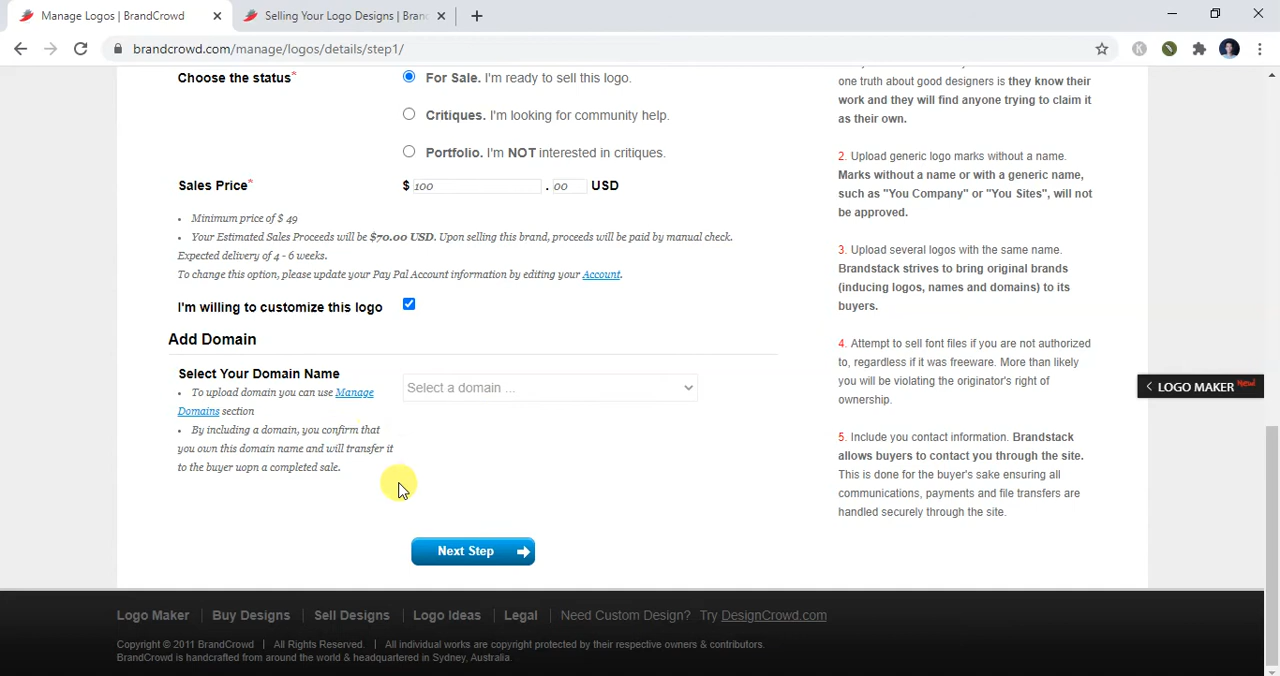 Manage Logos | BrandCrowd
Selling Your Logo Designs | Bran
brandcrowd.com/manage/logos/details/step1/
K
Choose the status*
For Sale. I'm ready to sell this logo.
Critiques. I'm looking for community help.
Portfolio. I'm NOT interested in critiques.
Sales Price*
$ 100 . 00 USD
• Minimum price of $ 49
• Your Estimated Sales Proceeds will be $70.00 USD. Upon selling this brand, proceeds will be paid by manual check.
Expected delivery of 4 - 6 weeks.
To change this option, please update your Pay Pal Account information by editing your Account.
I'm willing to customize this logo
Add Domain
Select Your Domain Name
Select a domain ...
• To upload domain you can use Manage
Domains section
• By including a domain, you confirm that
you own this domain name and will transfer it
to the buyer uopn a completed sale.
Next Step
one truth about good designers is they know their
work and they will find anyone trying to claim it
as their own.
2. Upload generic logo marks without a name.
Marks without a name or with a generic name,
such as "You Company" or "You Sites", will not
be approved.
3. Upload several logos with the same name.
Brandstack strives to bring original brands
(inducing logos, names and domains) to its
buyers.
4. Attempt to sell font files if you are not authorized
to, regardless if it was freeware. More than likely
you will be violating the originator's right of
ownership.
5. Include you contact information. Brandstack
allows buyers to contact you through the site.
This is done for the buyer's sake ensuring all
communications, payments and file transfers are
handled securely through the site.
LOGO MAKER New!
Logo Maker | Buy Designs | Sell Designs | Logo Ideas | Legal | Need Custom Design? Try DesignCrowd.com
Copyright © 2011 BrandCrowd | All Rights Reserved. | All individual works are copyright protected by their respective owners & contributors.
BrandCrowd is handcrafted from around the world & headquartered in Sydney, Australia.